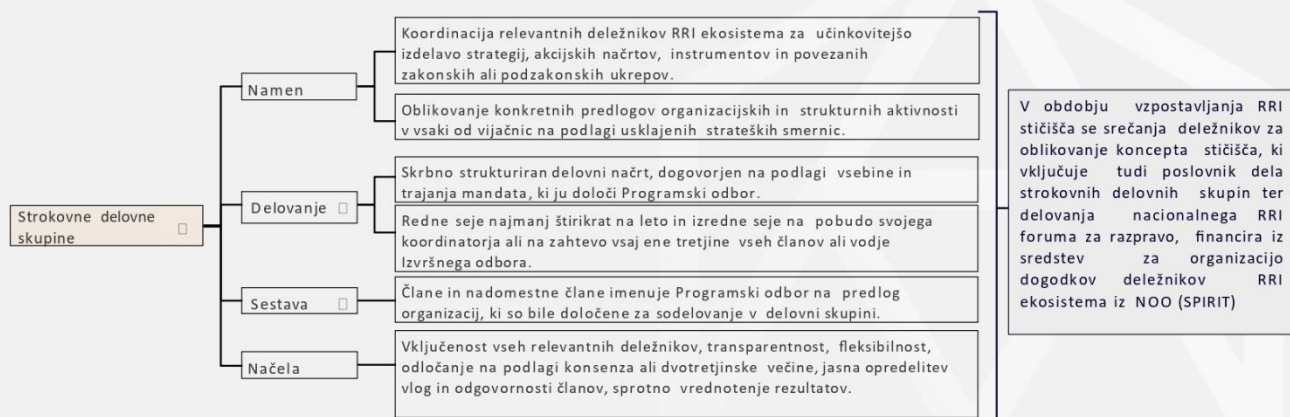 Strokovne delovne
skupine
Namen
Koordinacija relevantnih deležnikov RRI ekosistema za učinkovitejšo
izdelavo strategij, akcijskih načrtov, instrumentov in povezanih
zakonskih ali podzakonskih ukrepov.
Oblikovanje konkretnih predlogov organizacijskih in strukturnih aktivnosti
v vsaki od vijačnic na podlagi usklajenih strateških smernic.
Delovanje
Skrbno strukturiran delovni načrt, dogovorjen na podlagi vsebine in
trajanja mandata, ki ju določi Programski odbor.
Redne seje najmanj štirikrat na leto in izredne seje na pobudo svojega
koordinatorja ali na zahtevo vsaj ene tretjine vseh članov ali vodje
Izvršnega odbora.
Sestava
Člane in nadomestne člane imenuje Programski odbor na predlog
organizacij, ki so bile določene za sodelovanje v delovni skupini.
Načela
Vključenost vseh relevantnih deležnikov, transparentnost, fleksibilnost,
odločanje na podlagi konsenza ali dvotretjinske večine, jasna opredelitev
vlog in odgovornosti članov, sprotno vrednotenje rezultatov.
V obdobju vzpostavljanja RRI
stičišča se srečanja deležnikov za
oblikovanje koncepta stičišča, ki
vključuje tudi poslovnik dela
strokovnih delovnih skupin ter
delovanja nacionalnega RRI
foruma za razpravo, financira iz
sredstev za organizacijo
dogodkov deležnikov RRI
ekosistema iz NOO (SPIRIT)